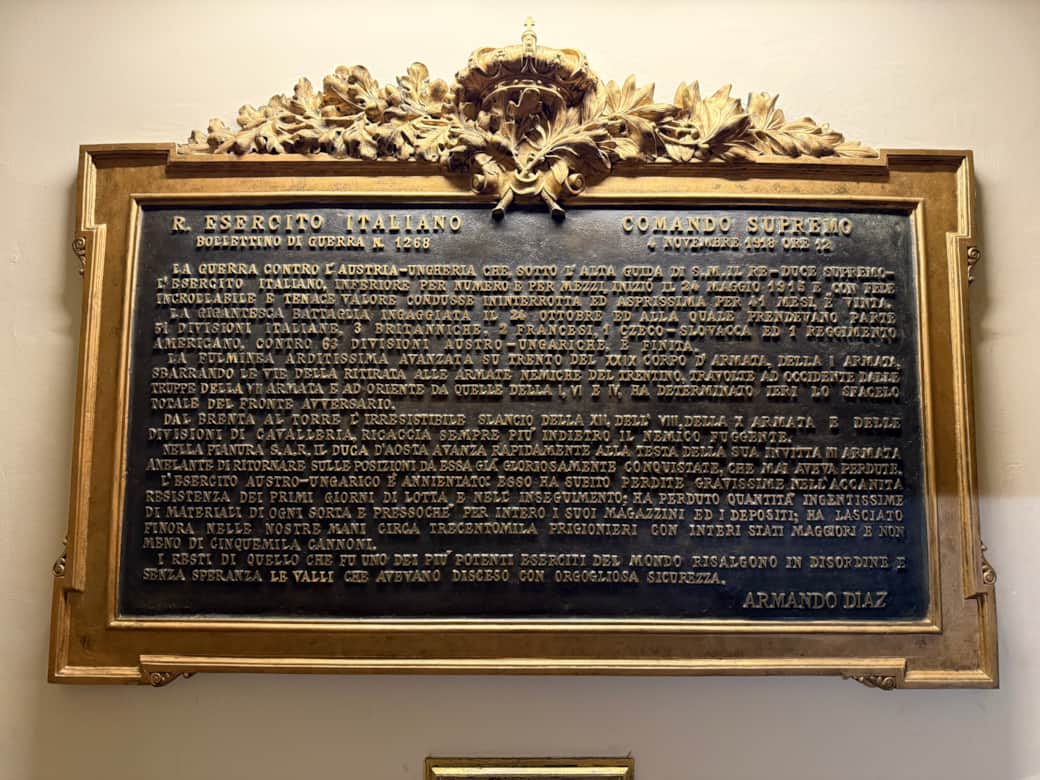 R. ESERCITO ITALIANO COMANDO SUPREMO
BOLLETTINO DI GUERRA N. 1268 4 NOVEMBRE 1918 ORE 12
LA GUERRA CONTRO L'AUSTRIA-UNGHERIA CHE, SOTTO L'ALTA GUIDA DI S.M. IL RE-DUCE SUPREMO-
L'ESERCITO ITALIANO, INFERIORE PER NUMERO E PER MEZZI, INIZIÒ IL 24 MAGGIO 1915 E CON FEDE
INCROLLABILE E TENACE VALORE CONDUSSE ININTERROTTA ED ASPRISSIMA PER 41 MESI, È VINTA.
LA GIGANTESCA BATTAGLIA INGAGGIATA IL 24 OTTOBRE ED ALLA QUALE PRENDEVANO PARTE
51 DIVISIONI ITALIANE, 3 BRITANNICHE, 2 FRANCESI, 1 CZECO-SLOVACCA ED 1 REGGIMENTO
AMERICANO, CONTRO 63 DIVISIONI AUSTRO-UNGARICHE, È FINITA.
LA FULMINEA ARDITISSIMA AVANZATA SU TRENTO DEL XXIX CORPO D'ARMATA, DELLA I ARMATA,
SBARRANDO LE VIE DELLA RITIRATA ALLE ARMATE NEMICHE DEL TRENTINO, TRAVOLTE AD OCCIDENTE DALLE
TRUPPE DELLA VII ARMATA E AD ORIENTE DA QUELLE DELLA I, VI E IV, HA DETERMINATO IERI LO SFACELO
TOTALE DEL FRONTE AVVERSARIO.
DAL BRENTA AL TORRE L'IRRESISTIBILE SLANCIO DELLA XII, DELL'VIII, DELLA X ARMATA E DELLE
DIVISIONI DI CAVALLERIA, RICACCIA SEMPRE PIÙ INDIETRO IL NEMICO FUGGENTE.
NELLA PIANURA S.A.R. IL DUCA D'AOSTA AVANZA RAPIDAMENTE ALLA TESTA DELLA SUA INVITTA III ARMATA
ANELANTE DI RITORNARE SULLE POSIZIONI DA ESSA GIÀ GLORIOSAMENTE CONQUISTATE, CHE MAI AVEVA PERDUTE.
L'ESERCITO AUSTRO-UNGARICO È ANNIENTATO: ESSO HA SUBITO PERDITE GRAVISSIME NELL'ACCANITA
RESISTENZA DEI PRIMI GIORNI DI LOTTA E NELL'INSEGUIMENTO; HA PERDUTO QUANTITA' INGENTISSIME
DI MATERIALI DI OGNI SORTA E PRESSOCHE' PER INTERO I SUOI MAGAZZINI ED I DEPOSITI; HA LASCIATO
FINORA NELLE NOSTRE MANI CIRCA TRECENTOMILA PRIGIONIERI CON INTERI STATI MAGGIORI E NON
MENO DI CINQUEMILA CANNONI.
I RESTI DI QUELLO CHE FU UNO DEI PIU' POTENTI ESERCITI DEL MONDO RISALGONO IN DISORDINE E
SENZA SPERANZA LE VALLI CHE AVEVANO DISCESO CON ORGOGLIOSA SICUREZZA.
ARMANDO DIAZ